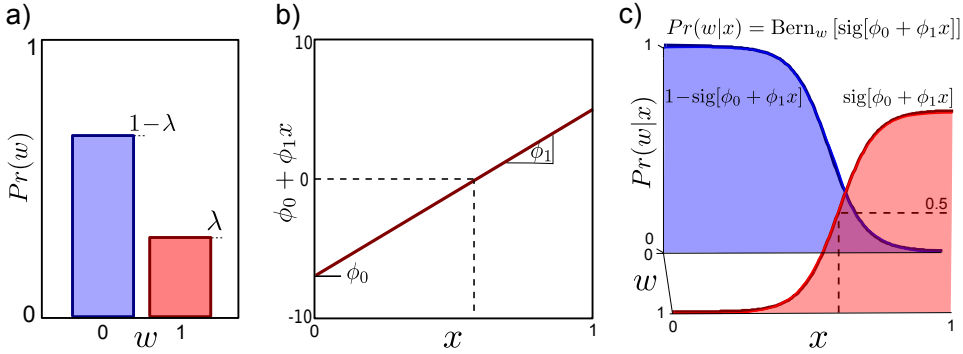 a)
1
Pr(w)
1−λ
λ
0
0
w
1
b)
10
ϕ₀ + ϕ₁x
0
-10
ϕ₁
ϕ₀
0
x
1
c)
Pr(w|x) = Bern_w [sig[ϕ₀ + ϕ₁x]]
1
1−sig[ϕ₀ + ϕ₁x]
sig[ϕ₀ + ϕ₁x]
Pr(w|x)
0.5
0
0
w
1
0
x
1